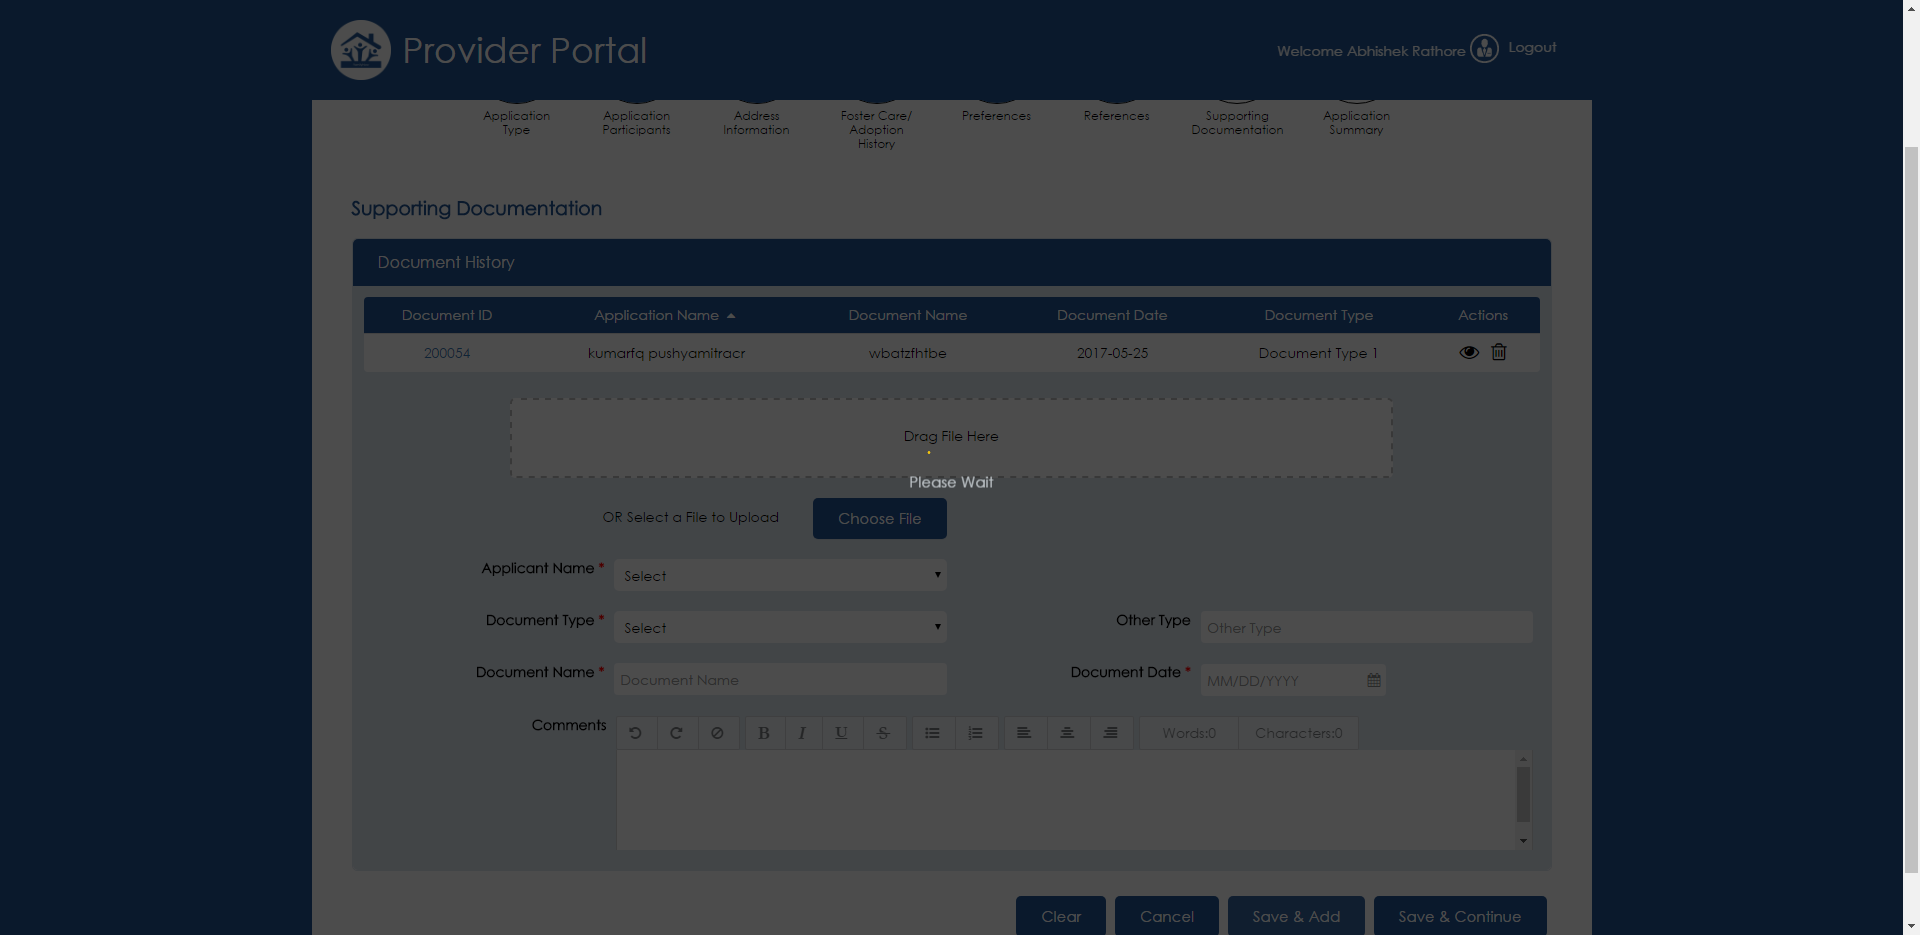 Provider Portal
Welcome Abhishek Rathore
Logout
Application
Type
Application
Participants
Address
Information
Foster Care/
Adoption
History
Preferences
References
Supporting
Documentation
Application
Summary
Supporting Documentation
Document History
Document ID Application Name Document Name Document Date Document Type Actions
200054 kumarfq pushyamitracr wbatzfhtbe 2017-05-25 Document Type 1
Drag File Here
Please Wait
OR Select a File to Upload Choose File
Applicant Name * Select
Document Type * Select Other Type Other Type
Document Name * Document Name Document Date * MM/DD/YYYY
Comments B I U S Words:0 Characters:0
Clear Cancel Save & Add Save & Continue